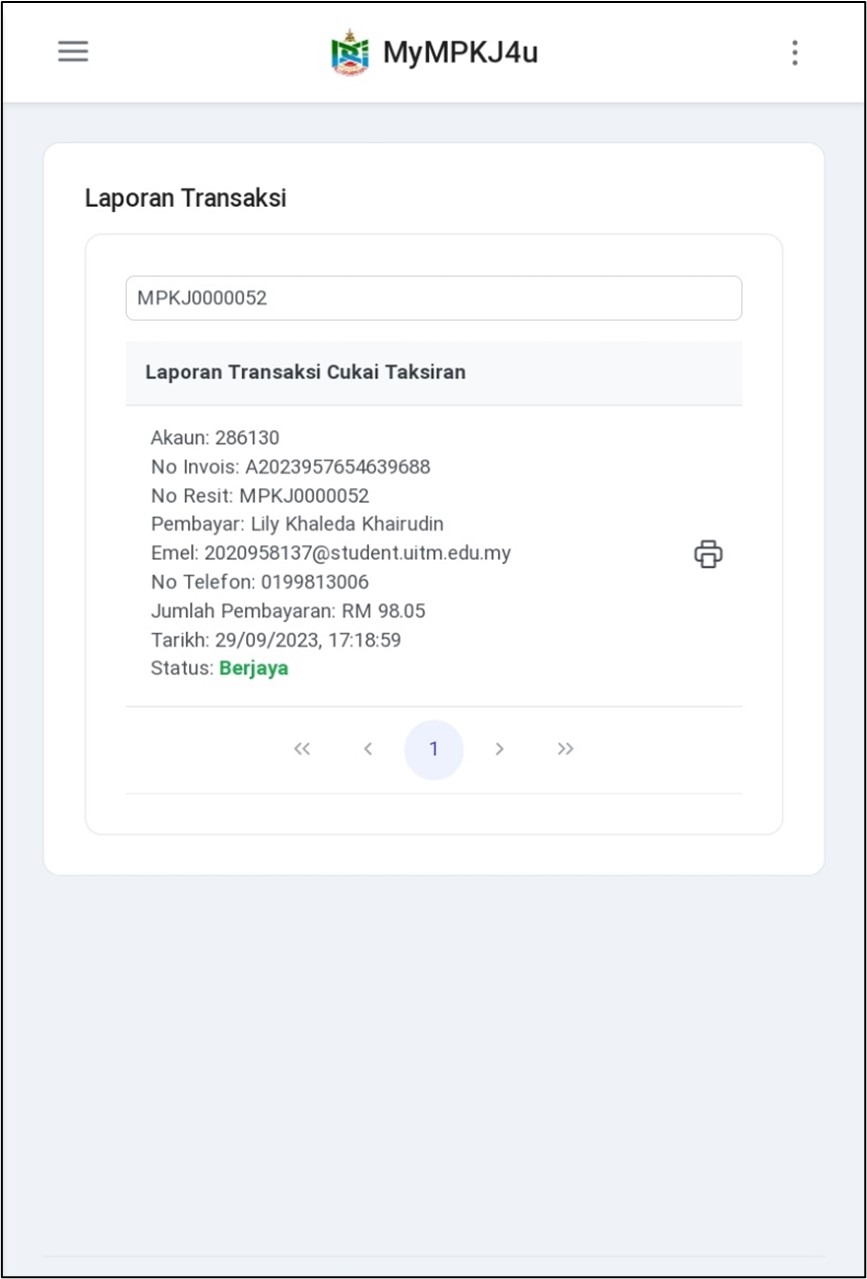 MyMPKJ4u
Laporan Transaksi
MPKJ0000052
Laporan Transaksi Cukai Taksiran
Akaun: 286130
No Invois: A2023957654639688
No Resit: MPKJ0000052
Pembayar: Lily Khaleda Khairudin
Emel: 2020958137@student.uitm.edu.my
No Telefon: 0199813006
Jumlah Pembayaran: RM 98.05
Tarikh: 29/09/2023, 17:18:59
Status: Berjaya
1